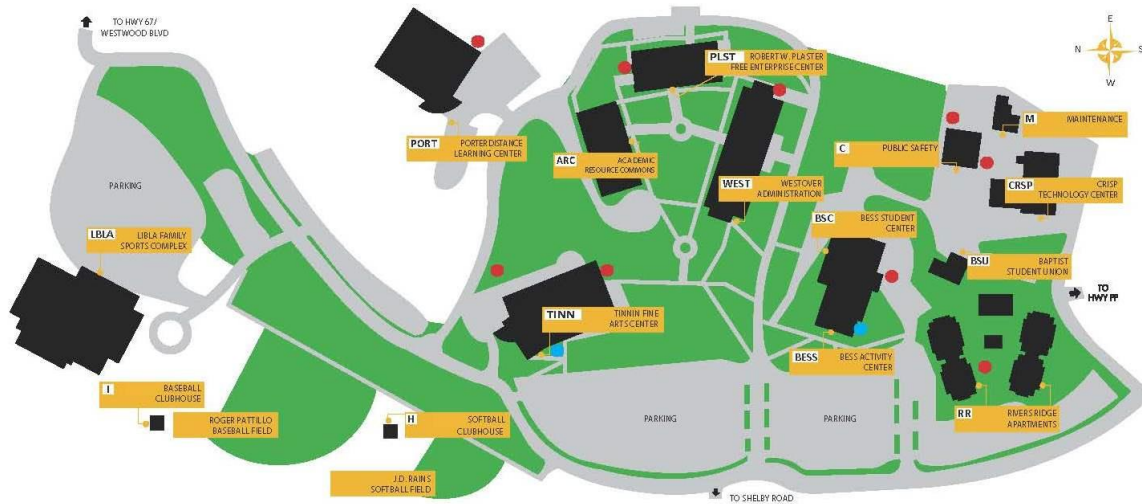 TO HWY 67/
WESTWOOD BLVD
E
N
S
W
PLST
ROBERT W. PLASTER
FREE ENTERPRISE CENTER
M
MAINTENANCE
PORT
PORTER DISTANCE
LEARNING CENTER
ARC
ACADEMIC
RESOURCE COMMONS
C
PUBLIC SAFETY
WEST
WESTOVER
ADMINISTRATION
CRSP
CRISP
TECHNOLOGY CENTER
PARKING
BSC
BESS STUDENT
CENTER
LBLA
LIBLA FAMILY
SPORTS COMPLEX
BSU
BAPTIST
STUDENT UNION
TO
HWY PP
TINN
TINNIN FINE
ARTS CENTER
BESS
BESS ACTIVITY
CENTER
I
BASEBALL
CLUBHOUSE
ROGER PATTILLO
BASEBALL FIELD
H
SOFTBALL
CLUBHOUSE
PARKING
PARKING
RR
RIVERS RIDGE
APARTMENTS
J.D. RAINS
SOFTBALL FIELD
TO SHELBY ROAD